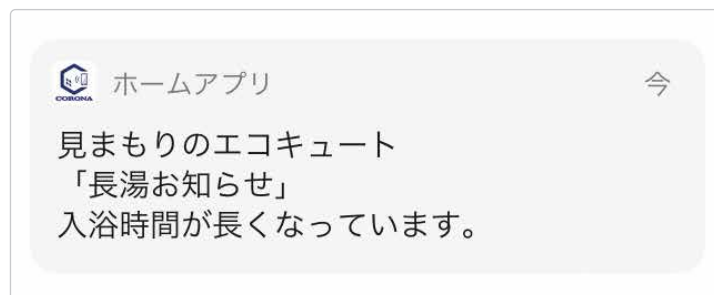 CORONA
ホームアプリ
今
見まもりのエコキュート
「長湯お知らせ」
入浴時間が長くなっています。